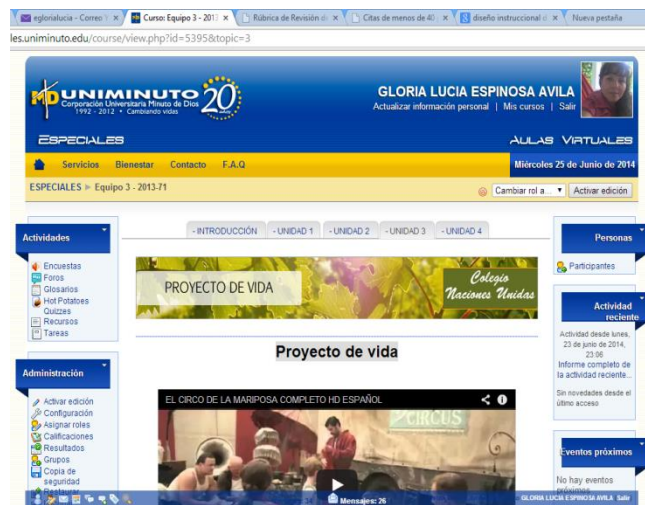 eglorialucia - Correo
Curso: Equipo 3 - 2013
Rúbrica de Revisión d
Citas de menos de 40
diseño instruccional d
Nueva pestaña
les.uniminuto.edu/course/view.php?id=5395&topic=3
UNIMINUTO
Corporación Universitaria Minuto de Dios
1992 - 2012 • Cambiando vidas
20
GLORIA LUCIA ESPINOSA AVILA
Actualizar información personal | Mis cursos | Salir
ESPECIALES
AULAS VIRTUALES
Servicios Bienestar Contacto F.A.Q
Miércoles 25 de Junio de 2014
ESPECIALES ► Equipo 3 - 2013-71
Cambiar rol a...
Activar edición
Actividades
Encuestas
Foros
Glosarios
Hot Potatoes
Quizzes
Recursos
Tareas
Administración
Activar edición
Configuración
Asignar roles
Calificaciones
Resultados
Grupos
Copia de
seguridad
Restaurar
- INTRODUCCIÓN
- UNIDAD 1
- UNIDAD 2
- UNIDAD 3
- UNIDAD 4
PROYECTO DE VIDA
Colegio
Naciones Unidas
Proyecto de vida
EL CIRCO DE LA MARIPOSA COMPLETO HD ESPAÑOL
CIRCUS
Personas
Participantes
Actividad
reciente
Actividad desde lunes,
23 de junio de 2014,
23:06
Informe completo de
la actividad reciente...
Sin novedades desde el
último acceso
Eventos próximos
No hay eventos
próximos
Mensajes: 26
GLORIA LUCIA ESPINOSA AVILA Salir